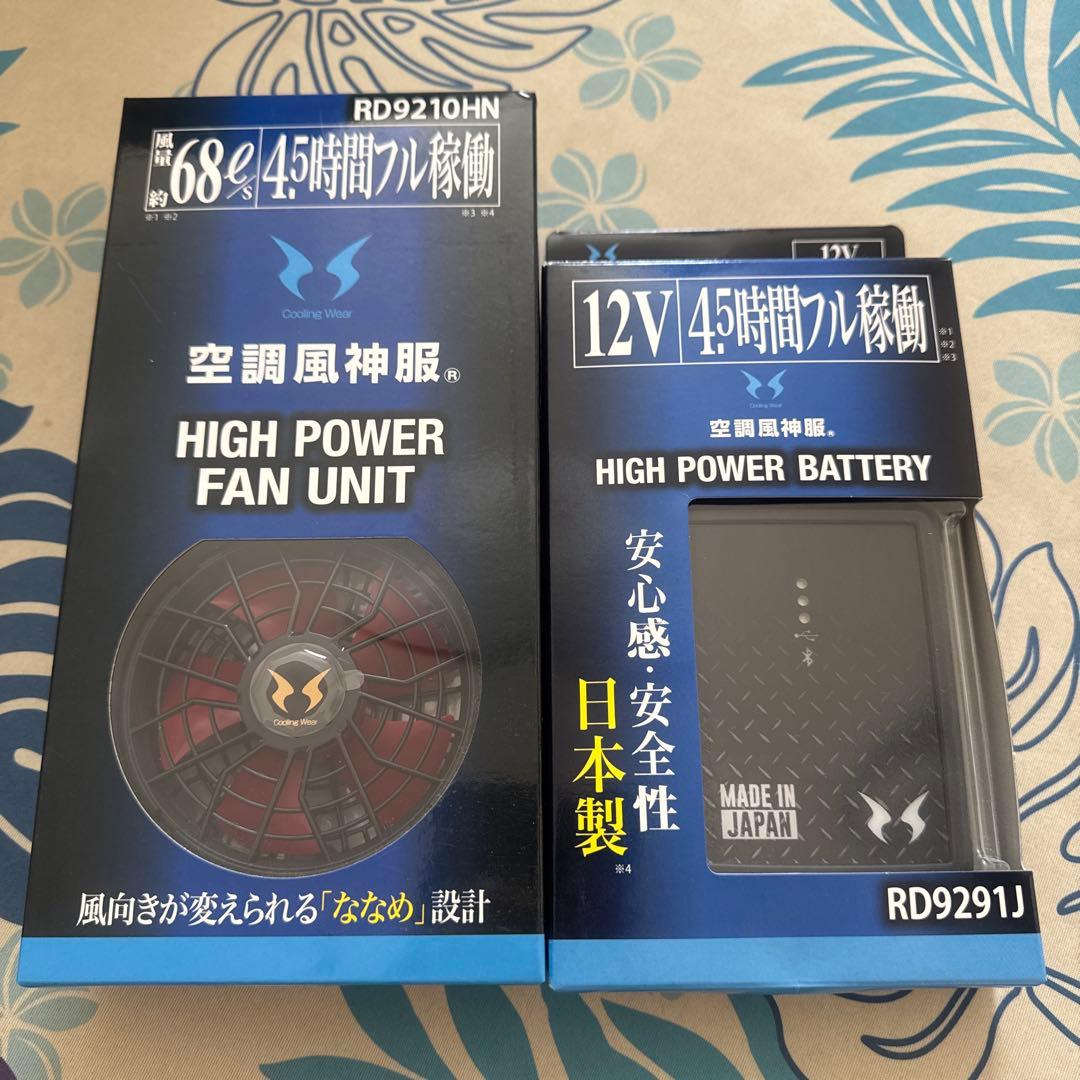 RD9210HN
風量 約 68ℓ/s 4.5時間フル稼働
※1 ※2 ※3 ※4
Cooling Wear
空調風神服®
HIGH POWER
FAN UNIT
Cooling Wear
風向きが変えられる「ななめ」設計
12V
12V 4.5時間フル稼働
※1
※2
※3
Cooling Wear
空調風神服®
HIGH POWER BATTERY
安心感・安全性
日本製
※4
MADE IN
JAPAN
RD9291J